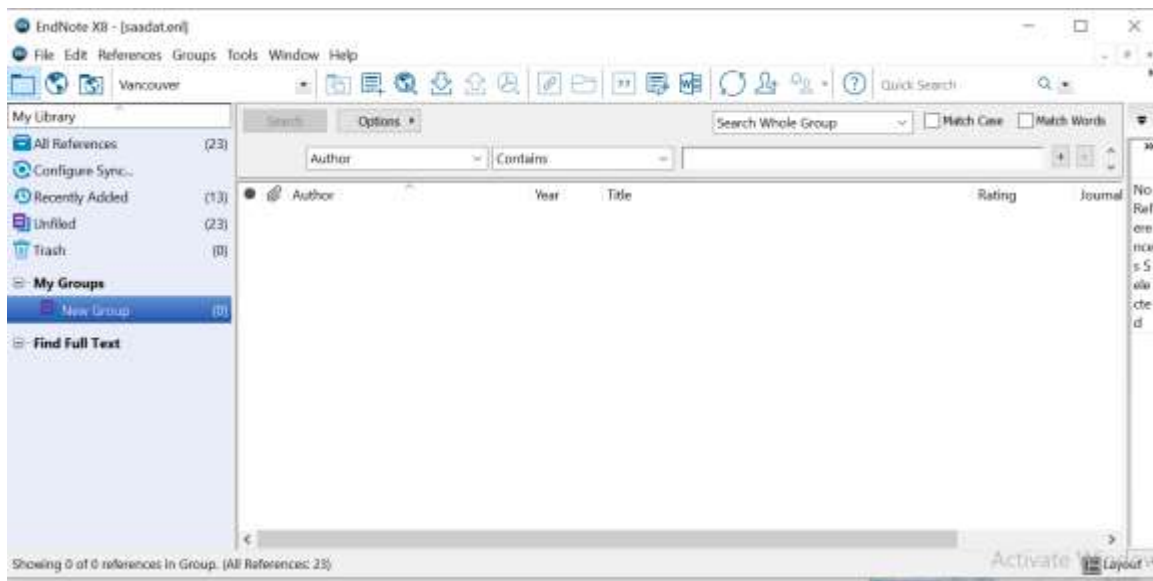 EndNote X8 - [saadat.enl]
File Edit References Groups Tools Window Help
Vancouver
Quick Search
My Library
Search
Options
Search Whole Group
Match Case
Match Words
All References (23)
Configure Sync...
Author
Contains
Recently Added (13)
Author Year Title Rating Journal
Unfiled (23)
Trash (0)
My Groups
New Group (0)
Find Full Text
No
Ref
ere
nce
s S
ele
cte
d
Showing 0 of 0 references in Group. (All References: 23)
Activate
Layout